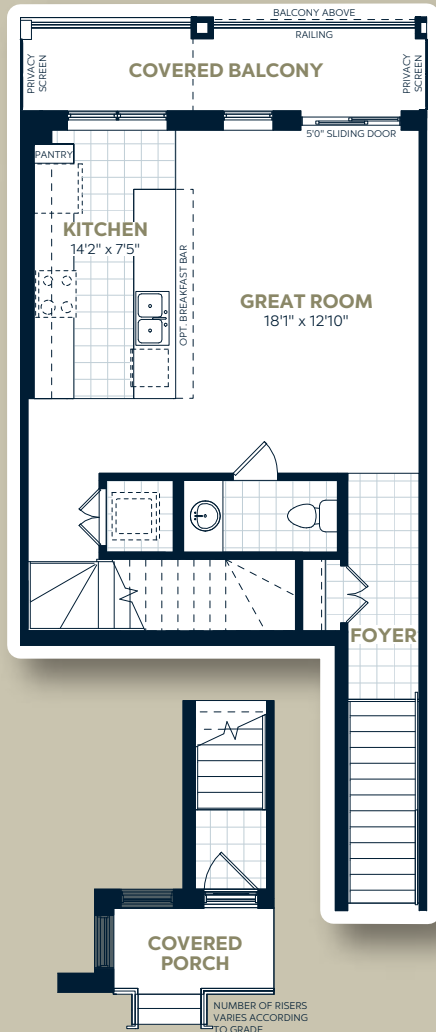 BALCONY ABOVE
RAILING
PRIVACY
SCREEN
COVERED BALCONY
PRIVACY
SCREEN
5'0" SLIDING DOOR
PANTRY
KITCHEN
14'2" x 7'5"
OPT. BREAKFAST BAR
GREAT ROOM
18'1" x 12'10"
FOYER
COVERED
PORCH
NUMBER OF RISERS
VARIES ACCORDING
TO GRADE